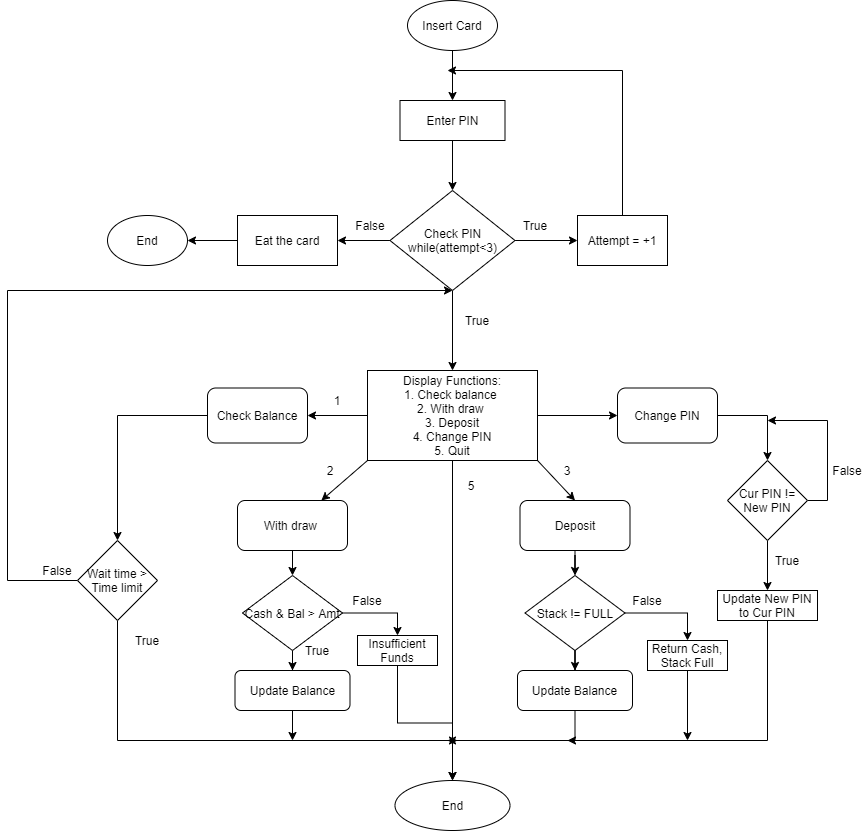 Insert Card
Enter PIN
Check PIN
while(attempt<3)
False
True
Eat the card
End
Attempt = +1
True
Display Functions:
1. Check balance
2. With draw
3. Deposit
4. Change PIN
5. Quit
1
Check Balance
Change PIN
2
5
3
With draw
Deposit
Cur PIN !=
New PIN
False
True
Wait time >
Time limit
False
True
Cash & Bal > Amt
False
True
Insufficient
Funds
Update Balance
Stack != FULL
False
Return Cash,
Stack Full
Update Balance
Update New PIN
to Cur PIN
End